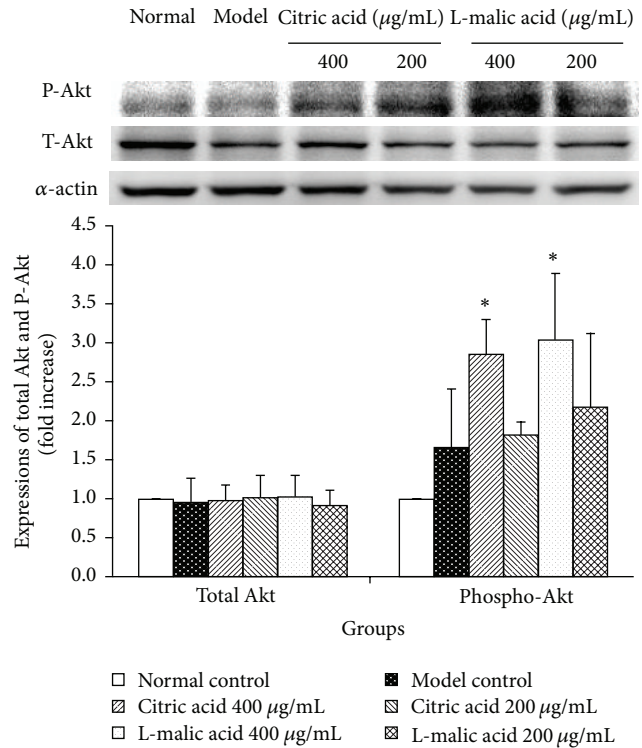 Normal Model Citric acid (μg/mL) L-malic acid (μg/mL)
400 200 400 200
P-Akt
T-Akt
α-actin
Expressions of total Akt and P-Akt
(fold increase)
4.5
4.0
3.5
3.0
2.5
2.0
1.5
1.0
0.5
0.0
* *
Total Akt Phospho-Akt
Groups
Normal control Model control
Citric acid 400 μg/mL Citric acid 200 μg/mL
L-malic acid 400 μg/mL L-malic acid 200 μg/mL